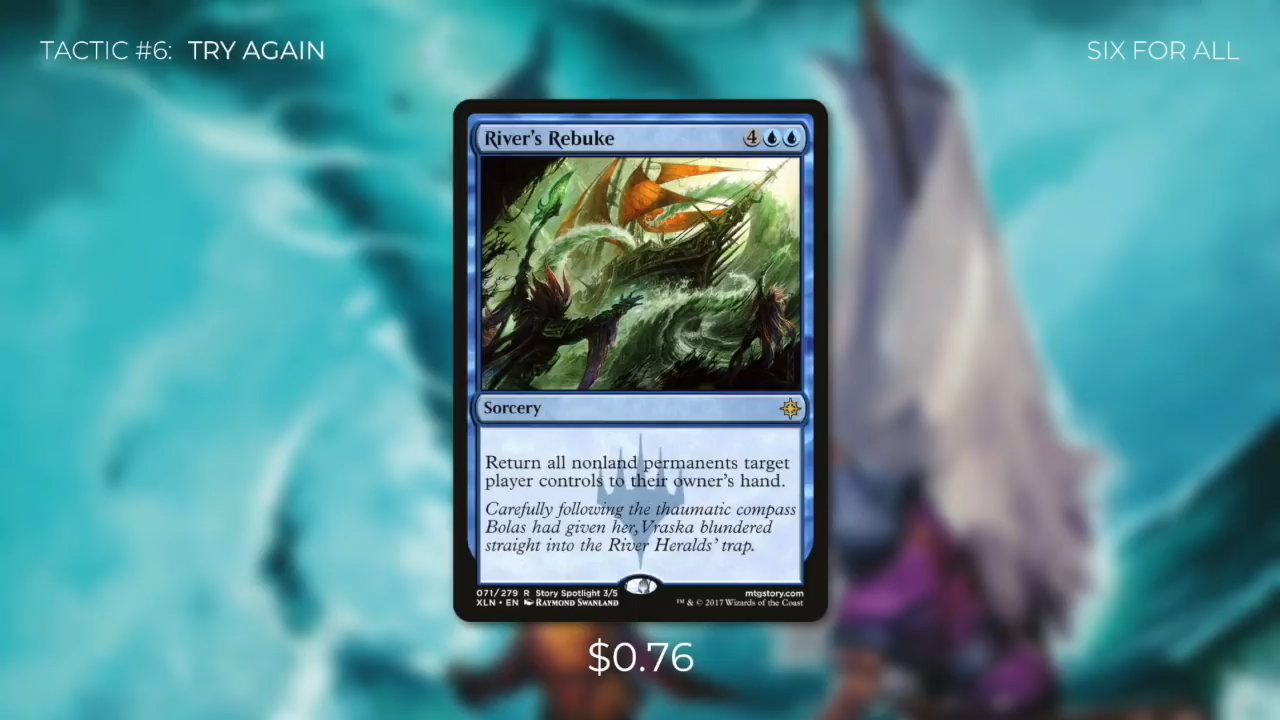 TACTIC #6: TRY AGAIN
SIX FOR ALL
River's Rebuke
4
Sorcery
Return all nonland permanents target
player controls to their owner's hand.
Carefully following the thaumatic compass
Bolas had given her, Vraska blundered
straight into the River Heralds' trap.
071/279 R Story Spotlight 3/5
mtgstory.com
XLN • EN RAYMOND SWANLAND
™ & © 2017 Wizards of the Coast
$0.76